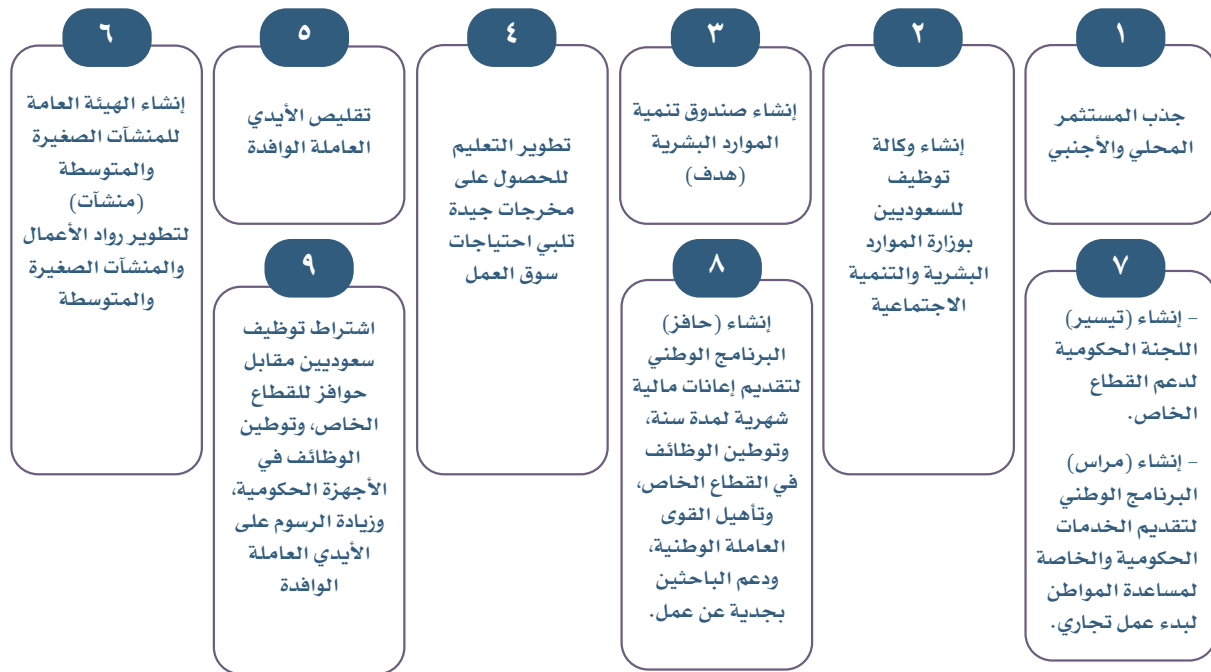 ١
جذب المستثمر
المحلي والأجنبي
٢
إنشاء وكالة
توظيف
للسعوديين
بوزارة الموارد
البشرية والتنمية
الاجتماعية
٣
إنشاء صندوق تنمية
الموارد البشرية
(هدف)
٤
تطوير التعليم
للحصول على
مخرجات جيدة
تلبي احتياجات
سوق العمل
٥
تقليص الأيدي
العاملة الوافدة
٦
إنشاء الهيئة العامة
للمنشآت الصغيرة
والمتوسطة
(منشآت)
لتطوير رواد الأعمال
والمنشآت الصغيرة
والمتوسطة
٧
– إنشاء (تيسير)
اللجنة الحكومية
لدعم القطاع
الخاص.
– إنشاء (مراس)
البرنامج الوطني
لتقديم الخدمات
الحكومية والخاصة
لمساعدة المواطن
لبدء عمل تجاري.
٨
إنشاء (حافز)
البرنامج الوطني
لتقديم إعانات مالية
شهرية لمدة سنة،
وتوطين الوظائف
في القطاع الخاص،
وتأهيل القوى
العاملة الوطنية،
ودعم الباحثين
بجدية عن عمل.
٩
اشتراط توظيف
سعوديين مقابل
حوافز للقطاع
الخاص، وتوطين
الوظائف في
الأجهزة الحكومية،
وزيادة الرسوم على
الأيدي العاملة
الوافدة